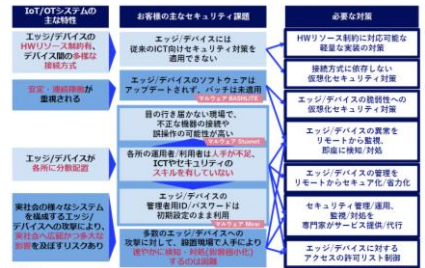 IoT/OTシステムの
主な特性
お客様の主なセキュリティ課題
必要な対策
エッジ/デバイスの
HWリソース制約有、
デバイス間の多様な
接続方式
エッジ/デバイスには
従来のICT向けセキュリティ対策を
適用できない
HWリソース制約に対応可能な
軽量な実装の対策
接続方式に依存しない
仮想化セキュリティ対策
安定・連続稼働が
重視される
エッジ/デバイスのソフトウェアは
アップデートされず、パッチは未適用
マルウェア BASHLITE
エッジ/デバイスの脆弱性への
仮想化セキュリティ対策
目の行き届かない現場で、
不正な機器の接続や
誤操作の可能性が高い
マルウェア Stuxnet
エッジ/デバイスの異常を
リモートから監視、
即座に検知/対処
エッジ/デバイスが
各所に分散配置
各所の運用者/利用者は人手が不足、
ICTやセキュリティの
スキルを有していない
エッジ/デバイスの管理を
リモートからセキュア化/省力化
エッジ/デバイスの
管理者用ID/パスワードは
初期設定のまま利用
マルウェア Mirai
セキュリティ管理/運用、
監視/対処を
専門家がサービス提供/代行
実社会の様々なシステム
を構成するエッジ/
デバイスへの攻撃により、
実社会へ広範かつ多大な
影響を及ぼすリスクあり
多数のエッジ/デバイスへの
攻撃に対して、設置現場で人手により
速やかに検知・対処
するのは困難
エッジ/デバイスに対する
アクセスの許可リスト制御